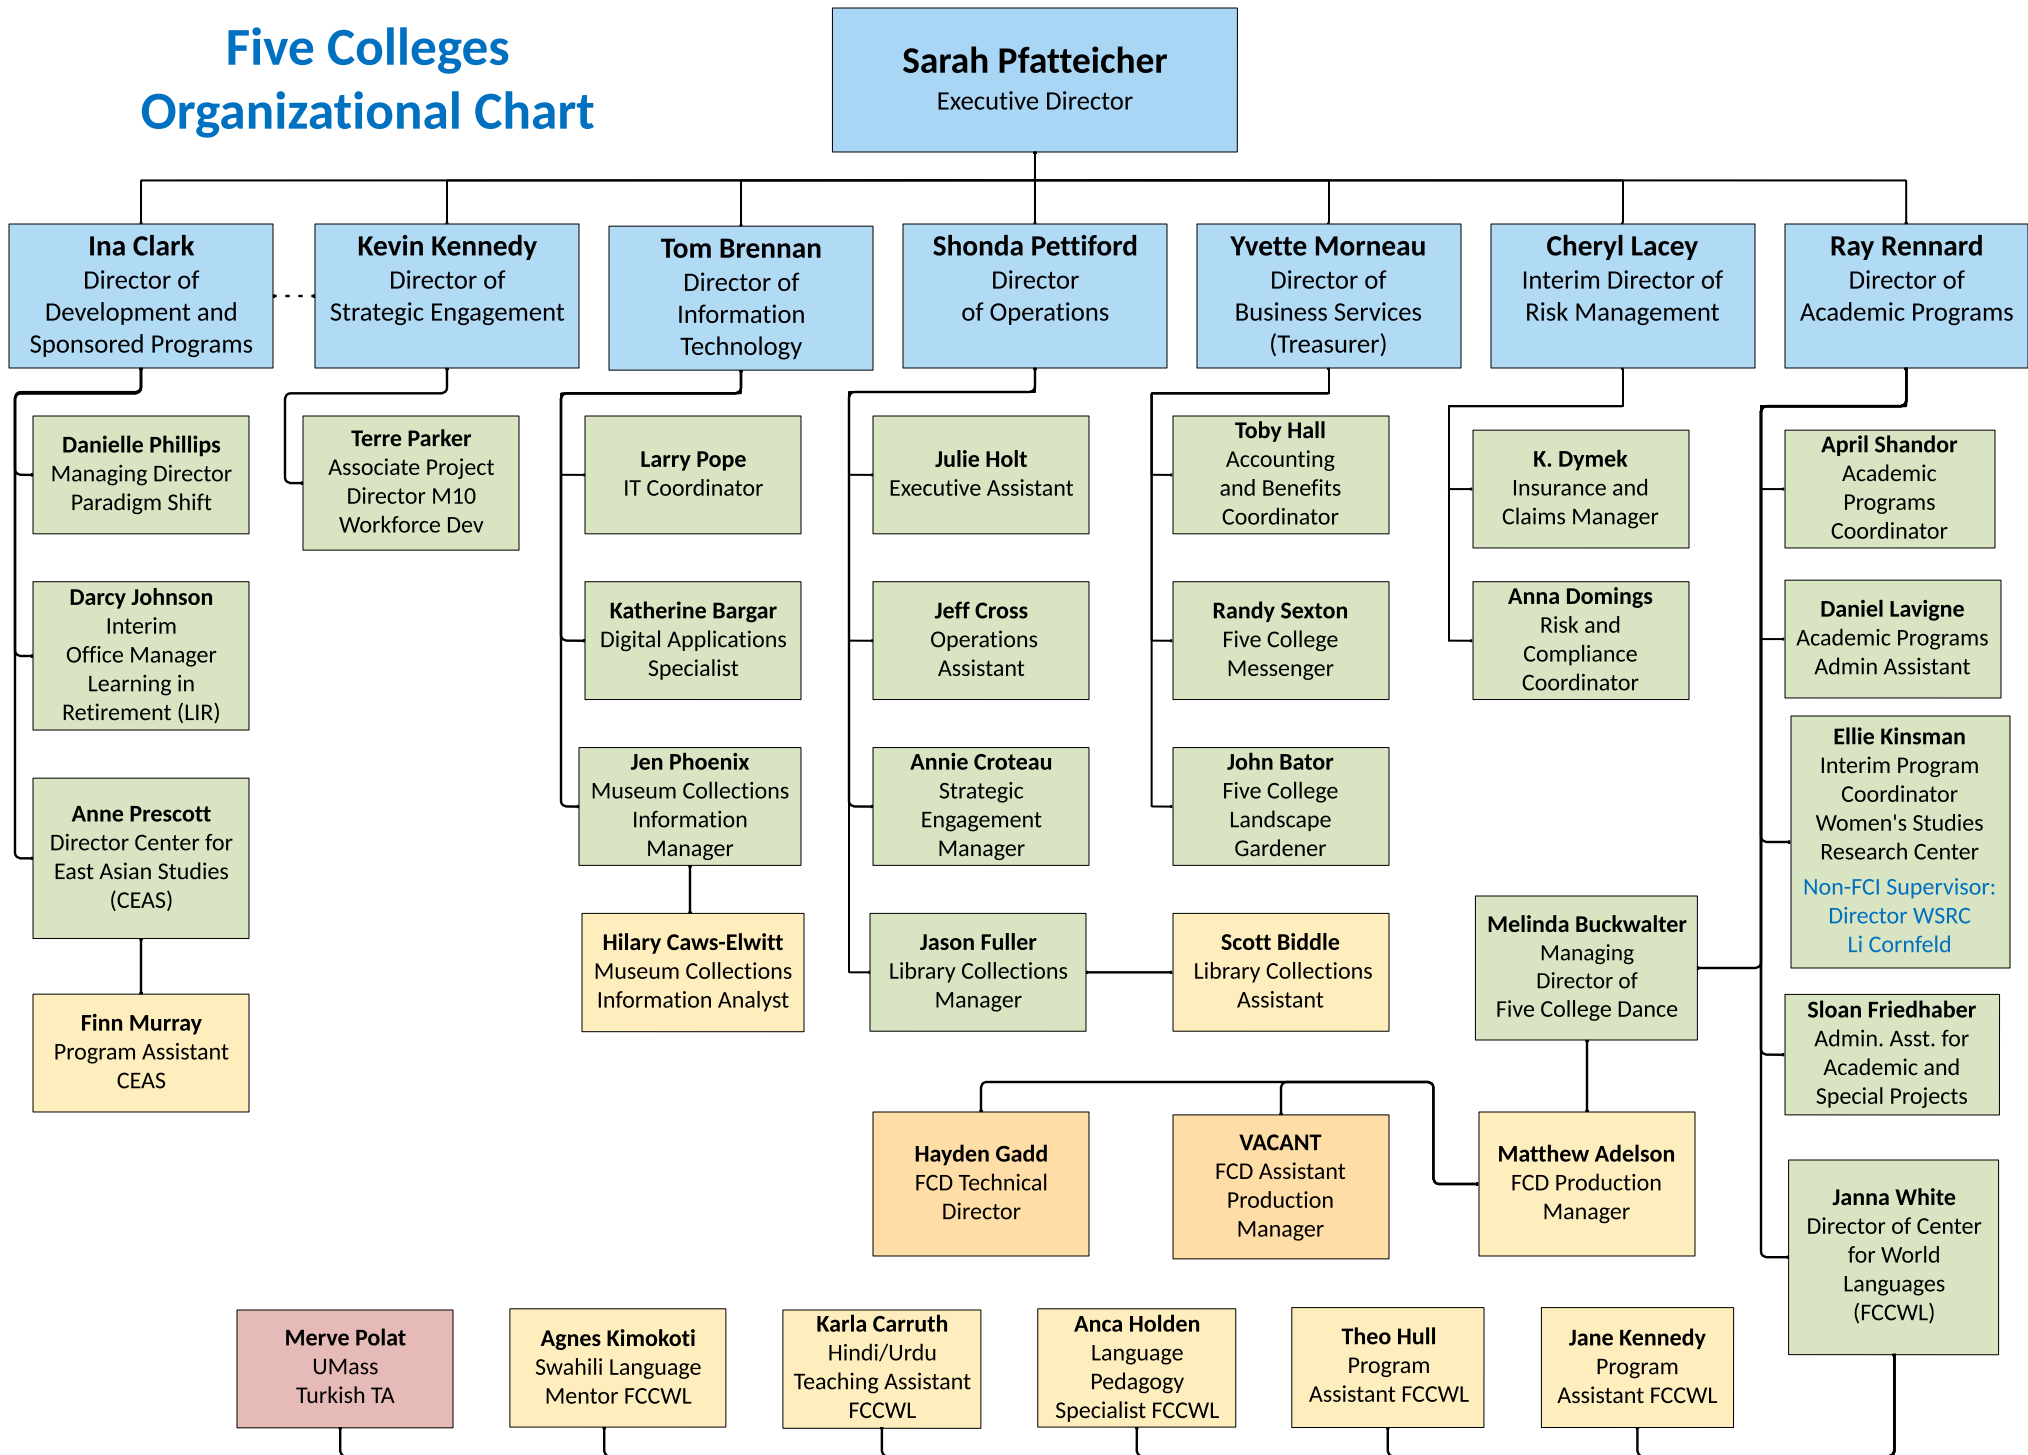 Five Colleges
Organizational Chart
Sarah Pfatteicher
Executive Director
Ina Clark
Director of
Development and
Sponsored Programs
Kevin Kennedy
Director of
Strategic Engagement
Tom Brennan
Director of
Information
Technology
Shonda Pettiford
Director
of Operations
Yvette Morneau
Director of
Business Services
(Treasurer)
Cheryl Lacey
Interim Director of
Risk Management
Ray Rennard
Director of
Academic Programs
Danielle Phillips
Managing Director
Paradigm Shift
Terre Parker
Associate Project
Director M10
Workforce Dev
Larry Pope
IT Coordinator
Julie Holt
Executive Assistant
Toby Hall
Accounting
and Benefits
Coordinator
K. Dymek
Insurance and
Claims Manager
April Shandor
Academic
Programs
Coordinator
Darcy Johnson
Interim
Office Manager
Learning in
Retirement (LIR)
Katherine Bargar
Digital Applications
Specialist
Jeff Cross
Operations
Assistant
Randy Sexton
Five College
Messenger
Anna Domings
Risk and
Compliance
Coordinator
Daniel Lavigne
Academic Programs
Admin Assistant
Anne Prescott
Director Center for
East Asian Studies
(CEAS)
Jen Phoenix
Museum Collections
Information
Manager
Annie Croteau
Strategic
Engagement
Manager
John Bator
Five College
Landscape
Gardener
Ellie Kinsman
Interim Program
Coordinator
Women's Studies
Research Center
Non-FCI Supervisor:
Director WSRC
Li Cornfeld
Finn Murray
Program Assistant
CEAS
Hilary Caws-Elwitt
Museum Collections
Information Analyst
Jason Fuller
Library Collections
Manager
Scott Biddle
Library Collections
Assistant
Melinda Buckwalter
Managing
Director of
Five College Dance
Sloan Friedhaber
Admin. Asst. for
Academic and
Special Projects
Hayden Gadd
FCD Technical
Director
VACANT
FCD Assistant
Production
Manager
Matthew Adelson
FCD Production
Manager
Janna White
Director of Center
for World
Languages
(FCCWL)
Merve Polat
UMass
Turkish TA
Agnes Kimokoti
Swahili Language
Mentor FCCWL
Karla Carruth
Hindi/Urdu
Teaching Assistant
FCCWL
Anca Holden
Language
Pedagogy
Specialist FCCWL
Theo Hull
Program
Assistant FCCWL
Jane Kennedy
Program
Assistant FCCWL